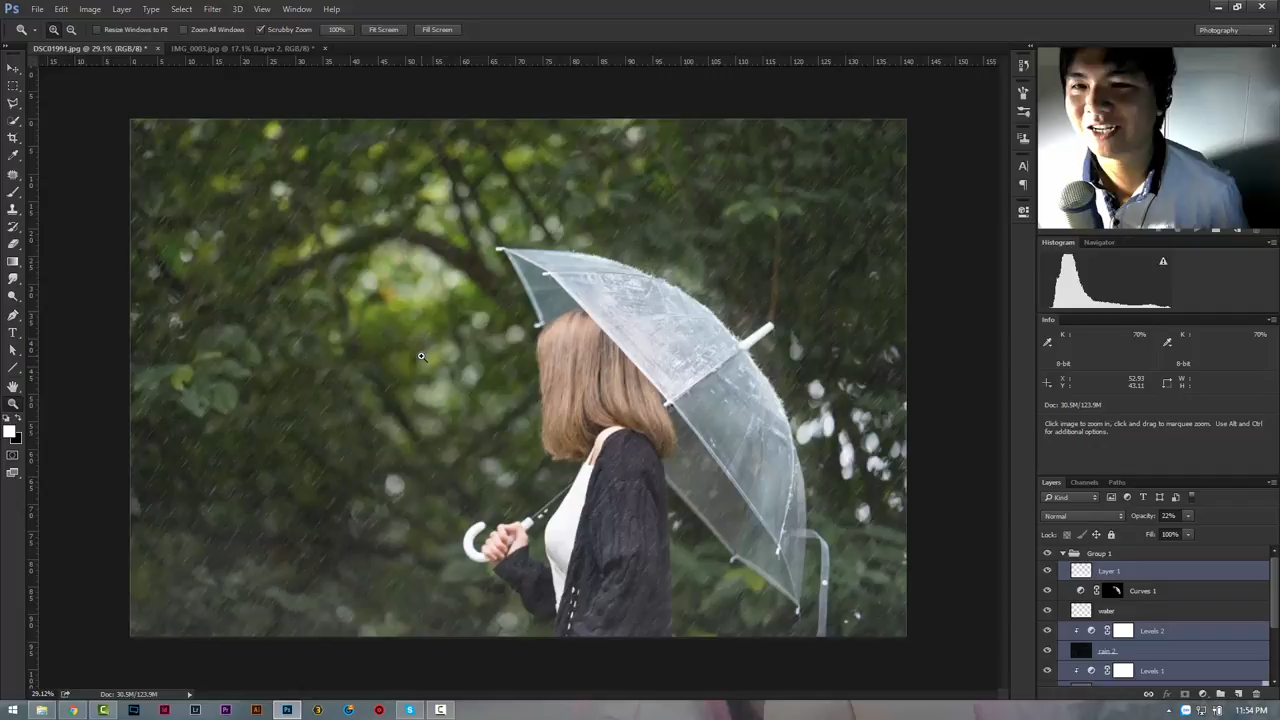 Ps File Edit Image Layer Type Select Filter 3D View Window Help
Resize Windows to Fit Zoom All Windows Scrubby Zoom 100% Fit Screen Fill Screen Photography
DSC01991.jpg @ 29.1% (RGB/8) * × IMG_0003.jpg @ 17.1% (Layer 2, RGB/8) * ×
Histogram Navigator
Info
K : 70% K : 70%
8-bit 8-bit
X : 52.93 W :
Y : 43.11 H :
Doc: 30.5M/123.9M
Click image to zoom in, click and drag to marquee zoom. Use Alt and Ctrl
for additional options.
Layers Channels Paths
Kind
Normal Opacity: 22%
Lock: Fill: 100%
Group 1
Layer 1
Curves 1
water
Levels 2
rain 2
Levels 1
29.12% Doc: 30.5M/123.9M
11:54 PM